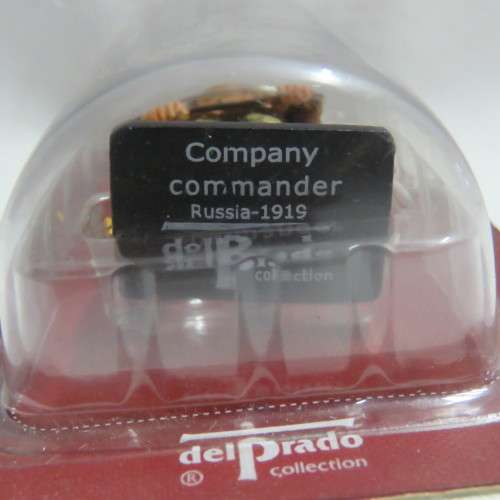 Company
commander
Russia-1919
delPrado
collection
delPrado
® collection